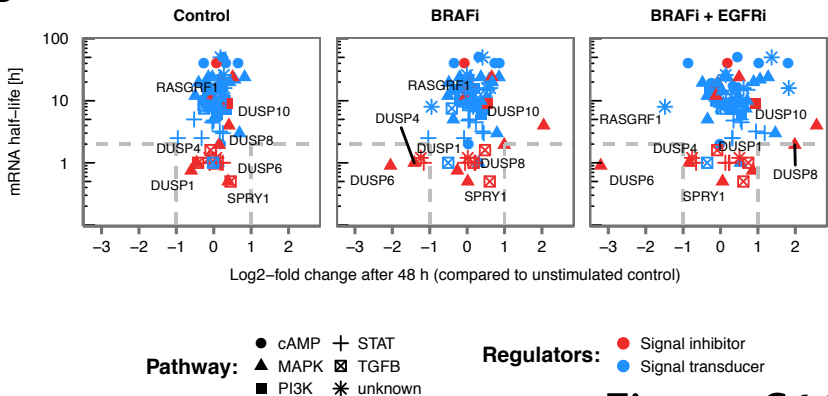 Control BRAFi BRAFi + EGFRi
mRNA half−life [h]
100
10
1
RASGRF1
DUSP10
DUSP4
DUSP8
DUSP6
DUSP1
SPRY1
RASGRF1
DUSP10
DUSP4
DUSP1
DUSP8
DUSP6
SPRY1
RASGRF1
DUSP10
DUSP4
DUSP1
DUSP8
DUSP6
SPRY1
−3 −2 −1 0 1 2 −3 −2 −1 0 1 2 −3 −2 −1 0 1 2
Log2−fold change after 48 h (compared to unstimulated control)
Pathway:
cAMP STAT
MAPK TGFB
PI3K unknown
Regulators:
Signal inhibitor
Signal transducer